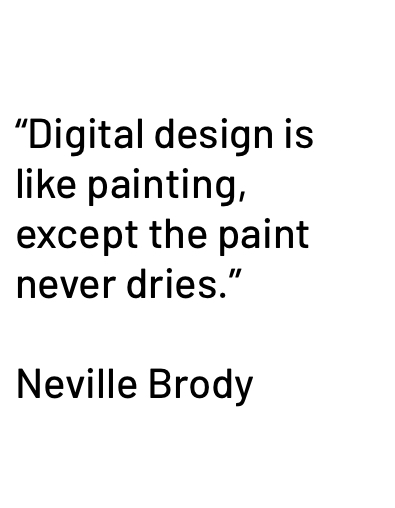 “Digital design is
like painting,
except the paint
never dries.”
Neville Brody